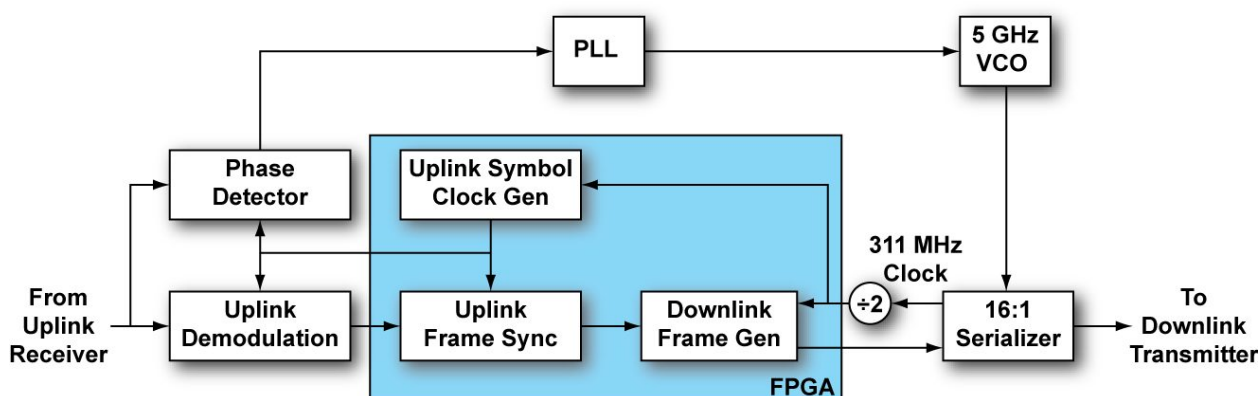 PLL
5 GHz
VCO
Phase
Detector
Uplink Symbol
Clock Gen
311 MHz
Clock
From
Uplink
Receiver
Uplink
Demodulation
Uplink
Frame Sync
Downlink
Frame Gen
÷2
16:1
Serializer
To
Downlink
Transmitter
FPGA